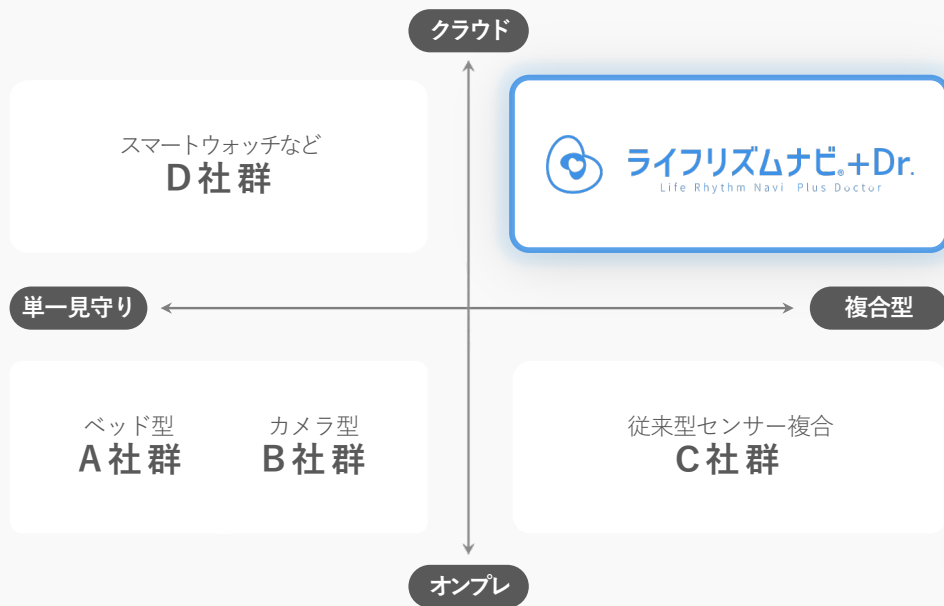 クラウド
スマートウォッチなど
D社群
ライフリズムナビ®+Dr.
Life Rhythm Navi Plus Doctor
単一見守り
複合型
ベッド型
A社群
カメラ型
B社群
従来型センサー複合
C社群
オンプレ